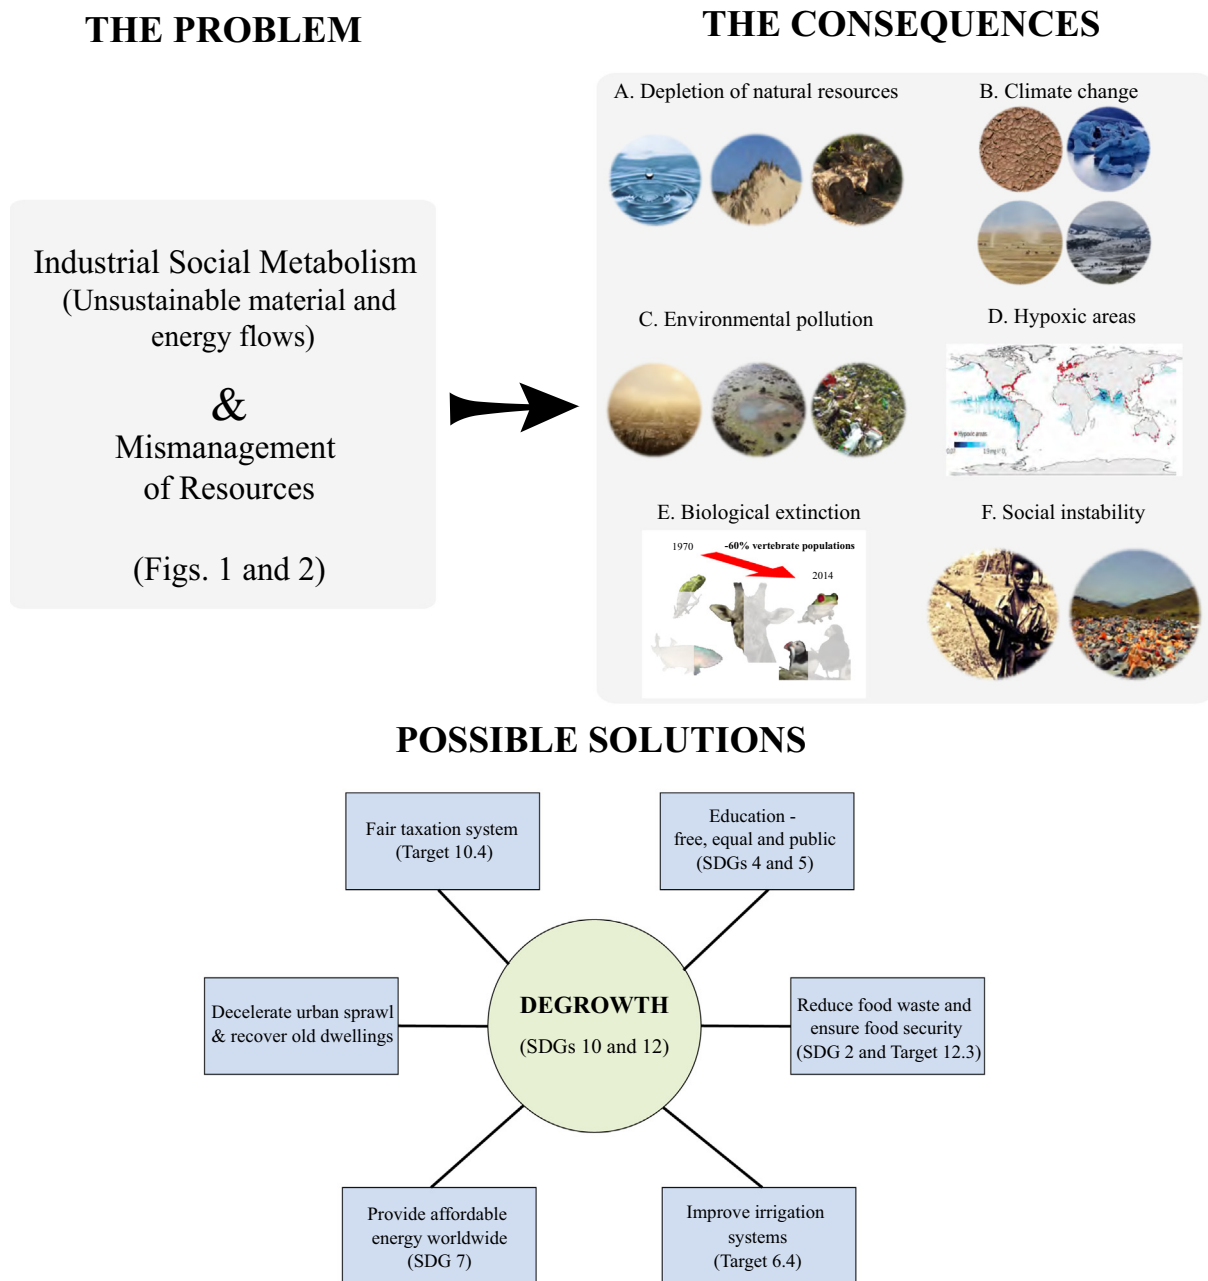 THE PROBLEM
Industrial Social Metabolism
(Unsustainable material and
energy flows)
&
Mismanagement
of Resources
(Figs. 1 and 2)
THE CONSEQUENCES
A. Depletion of natural resources
B. Climate change
C. Environmental pollution
D. Hypoxic areas
Hypoxic areas
E. Biological extinction
1970
-60% vertebrate populations
2014
F. Social instability
POSSIBLE SOLUTIONS
Fair taxation system
(Target 10.4)
Education -
free, equal and public
(SDGs 4 and 5)
Decelerate urban sprawl
& recover old dwellings
DEGROWTH
(SDGs 10 and 12)
Reduce food waste and
ensure food security
(SDG 2 and Target 12.3)
Provide affordable
energy worldwide
(SDG 7)
Improve irrigation
systems
(Target 6.4)